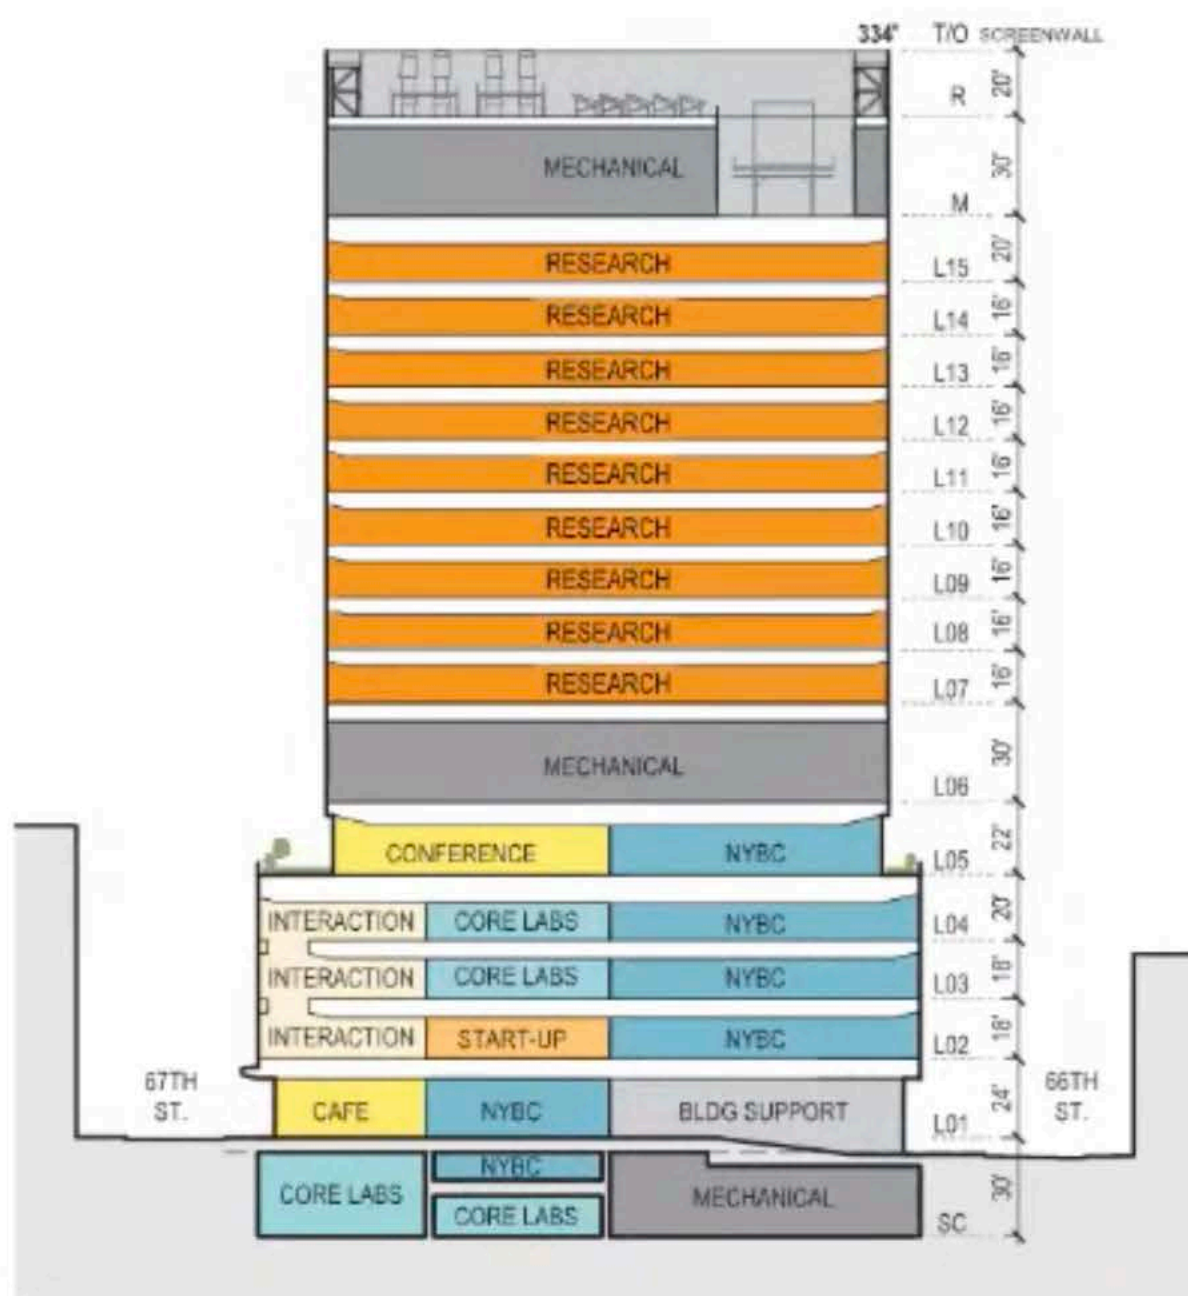 334' T/O SCREENWALL
R 20'
MECHANICAL M 30'
RESEARCH L15 20'
RESEARCH L14 16'
RESEARCH L13 16'
RESEARCH L12 16'
RESEARCH L11 16'
RESEARCH L10 16'
RESEARCH L09 16'
RESEARCH L08 16'
RESEARCH L07 16'
MECHANICAL L06 30'
CONFERENCE NYBC L05 22'
INTERACTION CORE LABS NYBC L04 20'
INTERACTION CORE LABS NYBC L03 18'
INTERACTION START-UP NYBC L02 18'
67TH
ST.
CAFE NYBC BLDG SUPPORT L01 24'
66TH
ST.
CORE LABS NYBC MECHANICAL SC 30'
CORE LABS